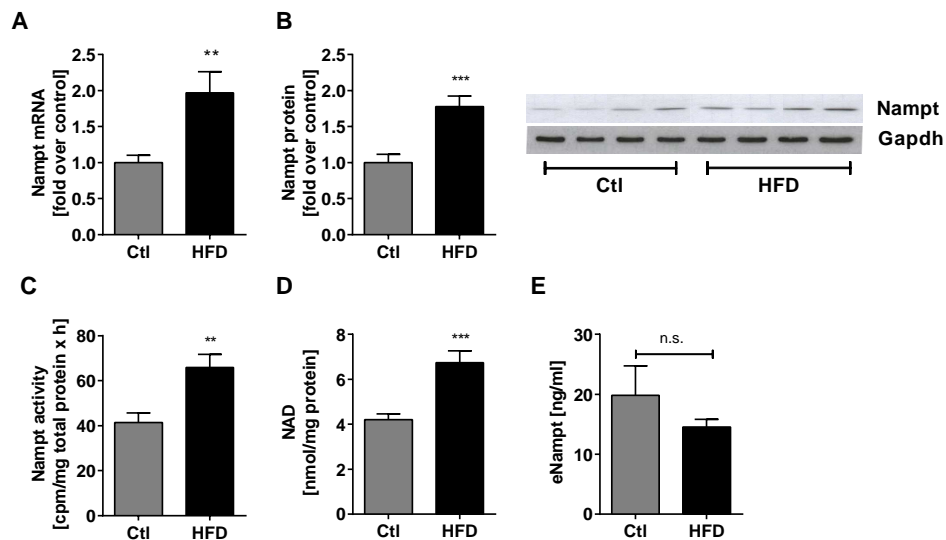 A
Nampt mRNA
[fold over control]
2.5
2.0
1.5
1.0
0.5
0.0
**
Ctl HFD
B
Nampt protein
[fold over control]
2.5
2.0
1.5
1.0
0.5
0.0
***
Ctl HFD
Nampt
Gapdh
Ctl HFD
C
Nampt activity
[cpm/mg total protein x h]
80
60
40
20
0
**
Ctl HFD
D
NAD
[nmol/mg protein]
8
6
4
2
0
***
Ctl HFD
E
eNampt [ng/ml]
30
20
10
0
n.s.
Ctl HFD